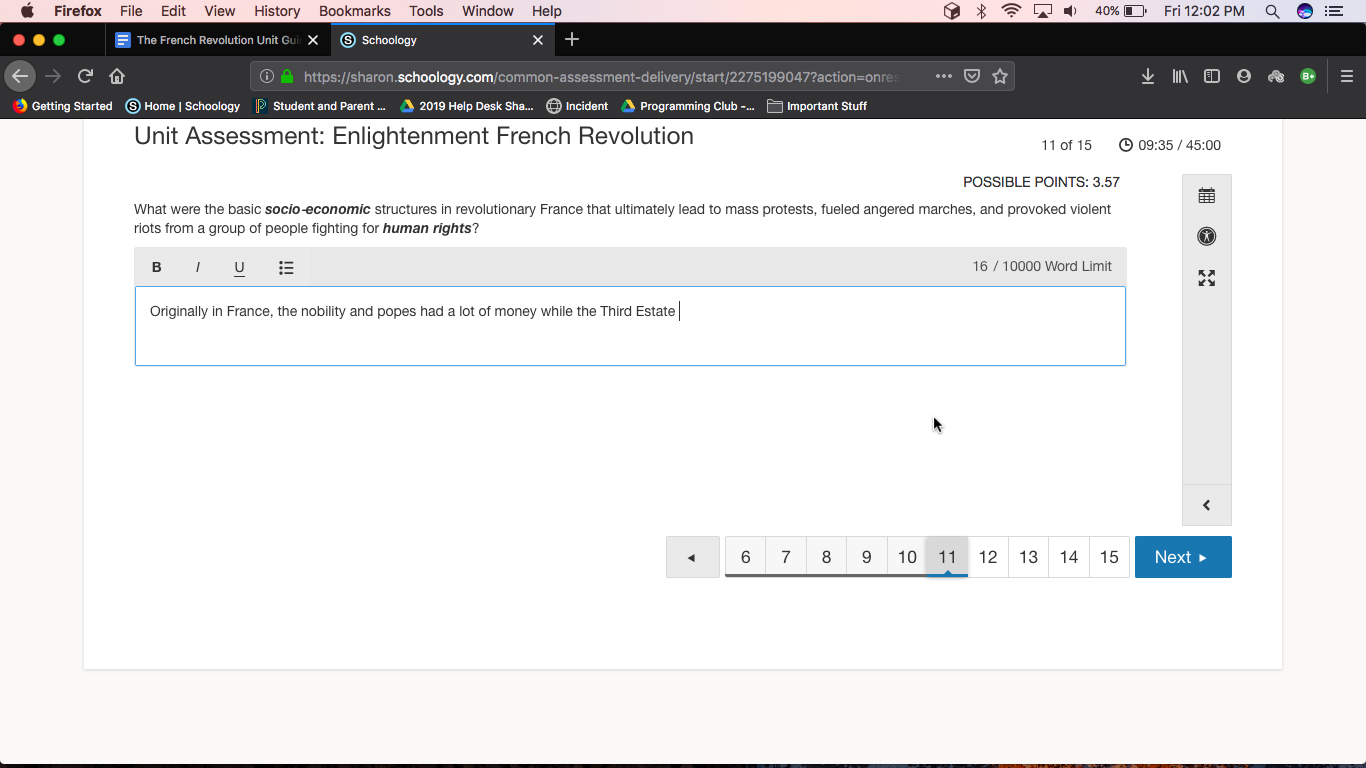 Firefox File Edit View History Bookmarks Tools Window Help 40% Fri 12:02 PM
The French Revolution Unit Gui
S Schoology
https://sharon.schoology.com/common-assessment-delivery/start/2275199047?action=onres
Getting Started S Home | Schoology Student and Parent ... 2019 Help Desk Sha... Incident Programming Club -... Important Stuff
Unit Assessment: Enlightenment French Revolution
11 of 15 09:35 / 45:00
POSSIBLE POINTS: 3.57
What were the basic socio-economic structures in revolutionary France that ultimately lead to mass protests, fueled angered marches, and provoked violent
riots from a group of people fighting for human rights?
B I U 16 / 10000 Word Limit
Originally in France, the nobility and popes had a lot of money while the Third Estate
6 7 8 9 10 11 12 13 14 15 Next